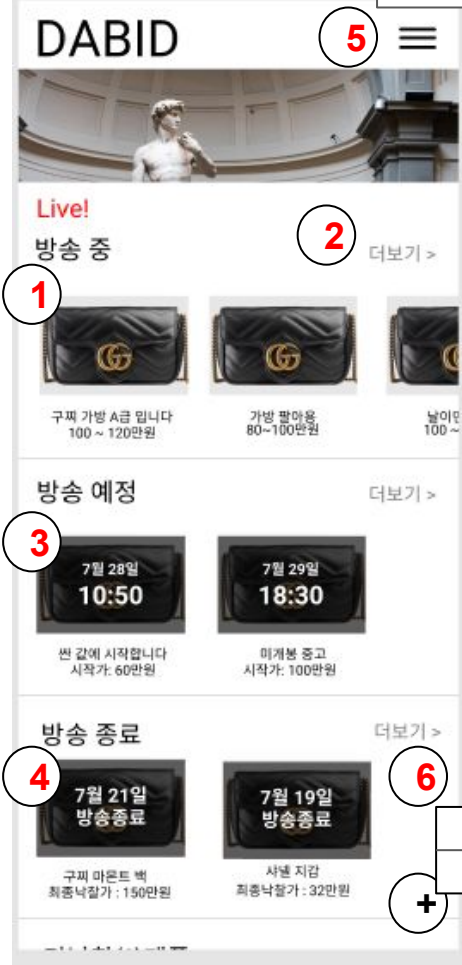 DABID
5
Live!
방송 중
2
더보기 >
1
구찌 가방 A급 입니다
100 ~ 120만원
가방 팔아용
80~100만원
100 ~
방송 예정
더보기 >
3
7월 28일
10:50
7월 29일
18:30
싼 값에 시작합니다
시작가: 60만원
미개봉 중고
시작가: 100만원
방송 종료
더보기 >
4
6
7월 21일
방송종료
7월 19일
방송종료
구찌 마몬트 백
최종낙찰가 : 150만원
샤넬 지갑
최종낙찰가 : 32만원
+